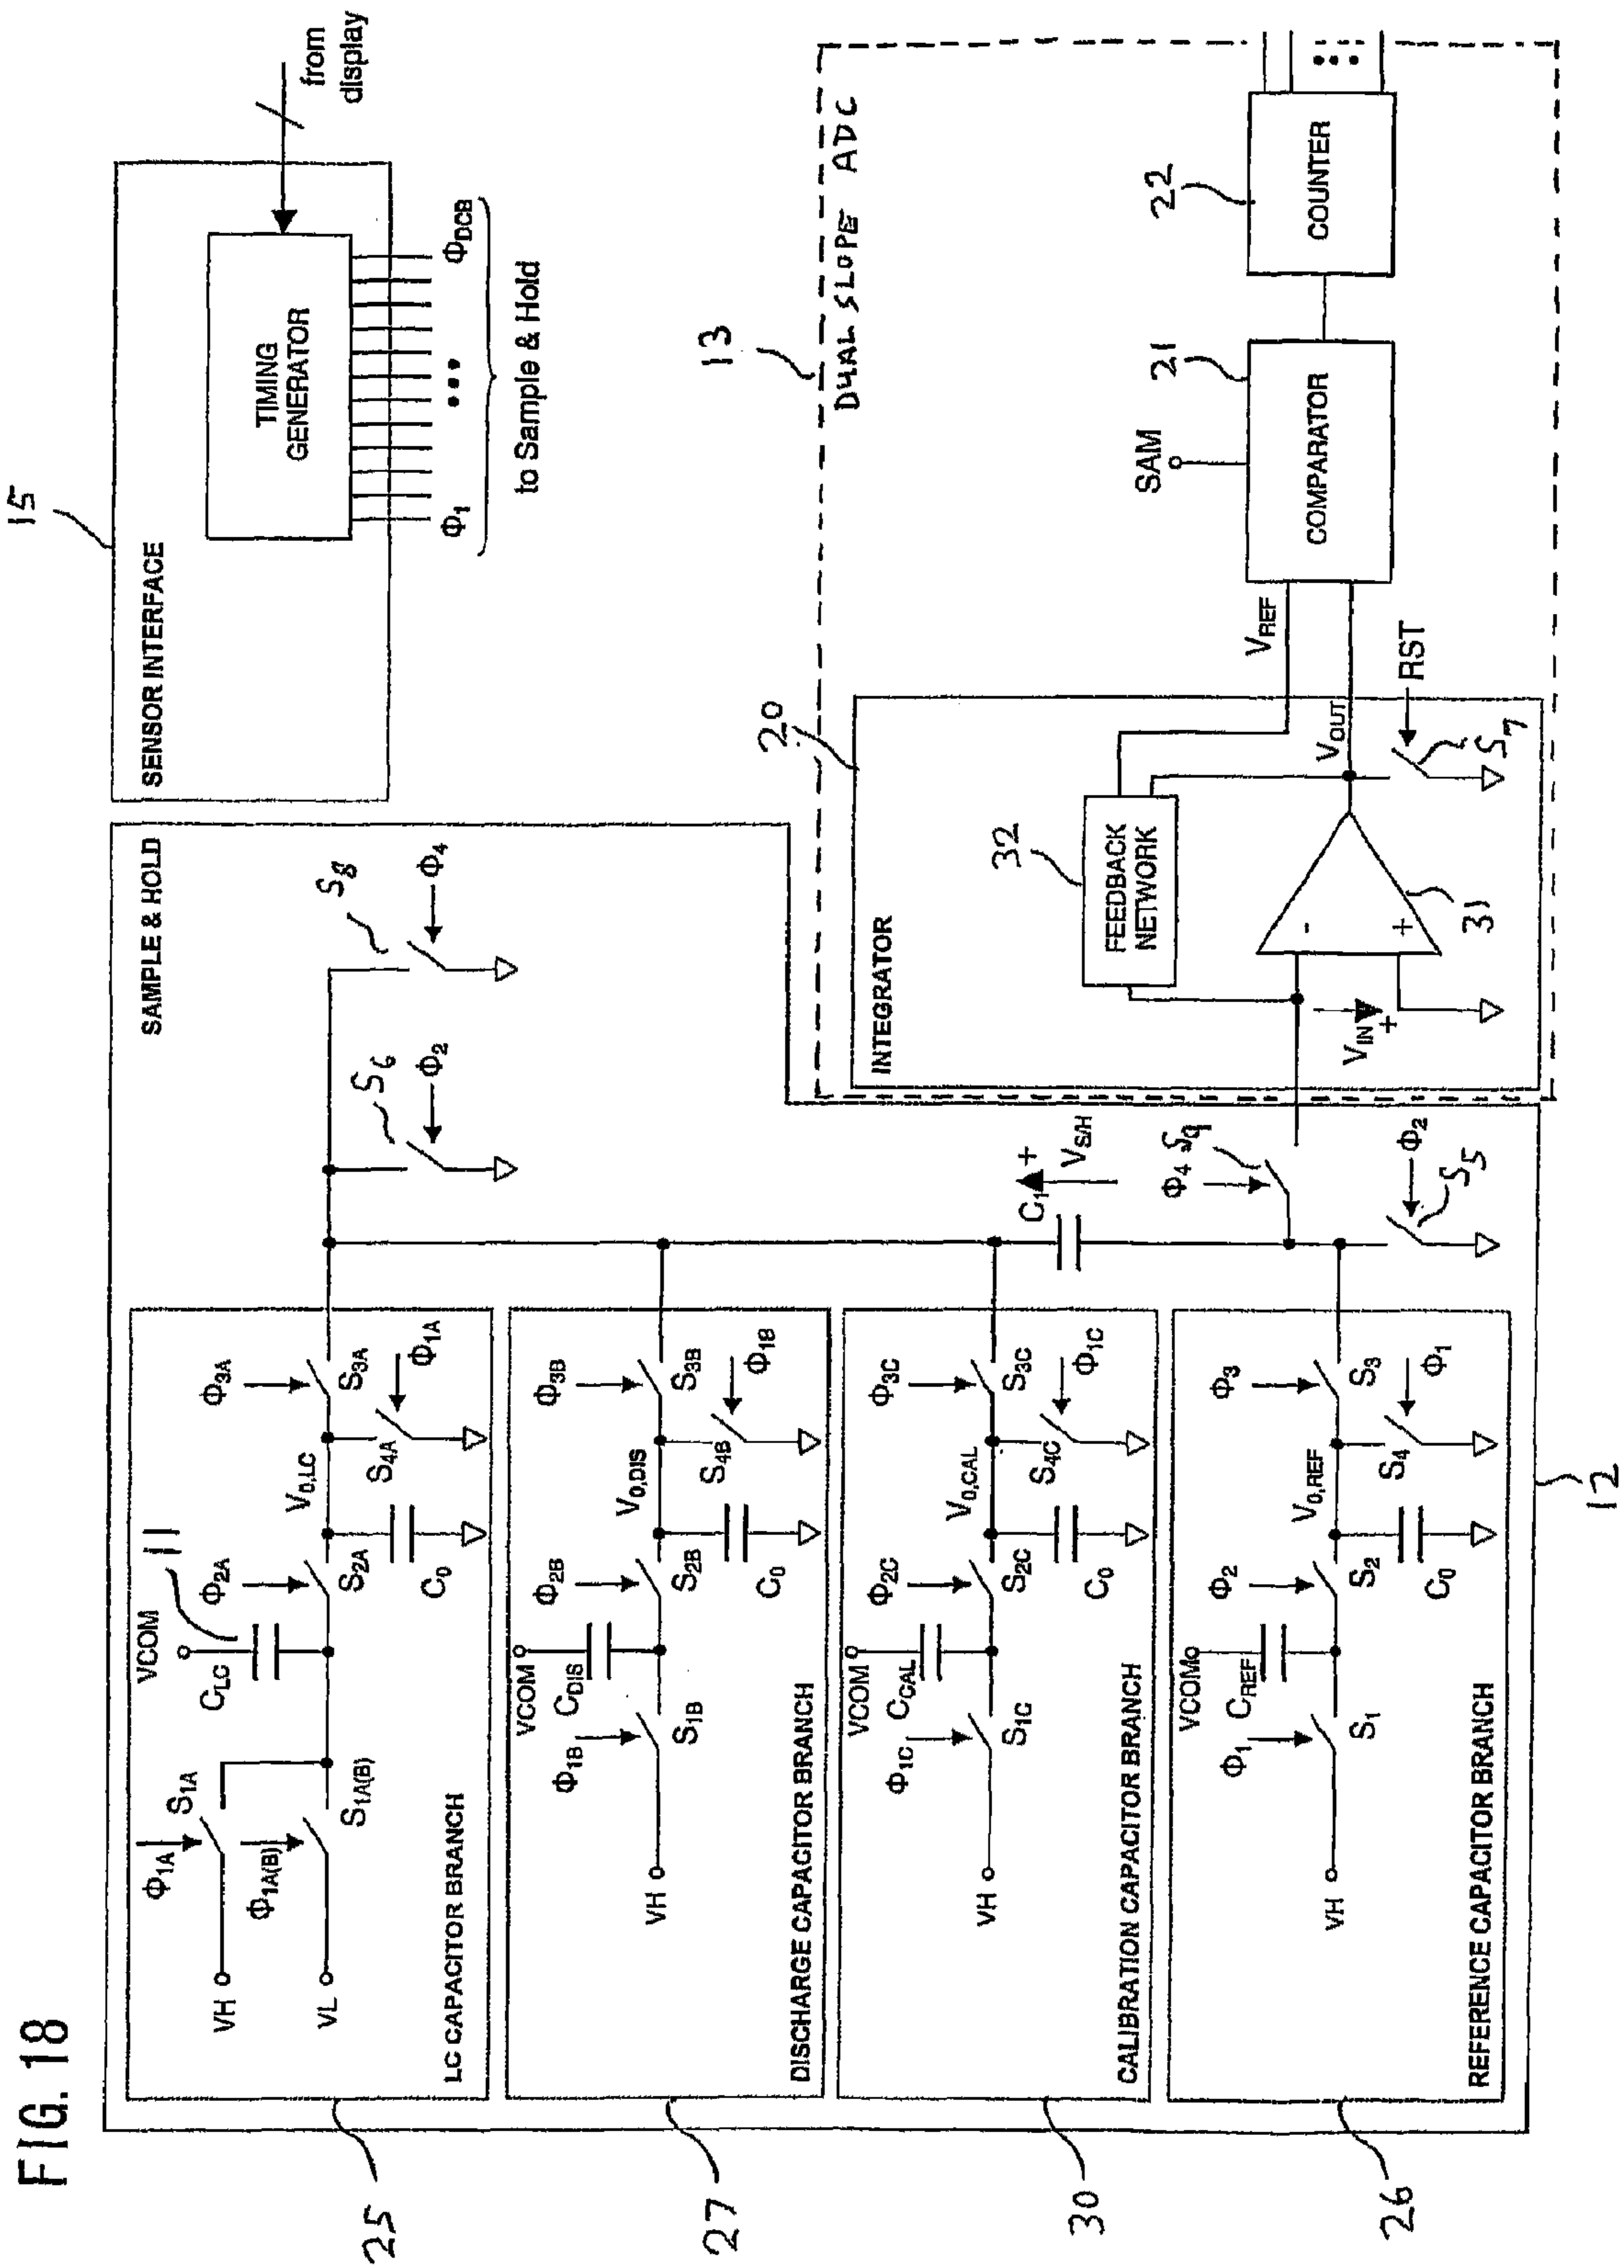 FIG. 18
15
SENSOR INTERFACE
TIMING
GENERATOR
from
display
Φ1
•••
ΦDCB
to Sample & Hold
SAMPLE & HOLD
S6
Φ2
S8
Φ4
25
LC CAPACITOR BRANCH
VH
VL
Φ1A
S1A
Φ1A(B)
S1A(B)
VCOM
11
CLC
Φ2A
S2A
C0
V0,LC
S4A
Φ3A
S3A
Φ1A
27
DISCHARGE CAPACITOR BRANCH
VH
Φ1B
S1B
VCOM
CDIS
Φ2B
S2B
C0
V0,DIS
S4B
Φ3B
S3B
Φ1B
30
CALIBRATION CAPACITOR BRANCH
VH
Φ1C
S1C
VCOM
CCAL
Φ2C
S2C
C0
V0,CAL
S4C
Φ3C
S3C
Φ1C
26
REFERENCE CAPACITOR BRANCH
VH
Φ1
S1
VCOM
CREF
Φ2
S2
C0
V0,REF
S4
Φ3
S3
Φ1
12
C1
+
VS/H
Φ4
S9
Φ2
S5
13
DUAL SLOPE ADC
20
INTEGRATOR
32
FEEDBACK
NETWORK
VIN
+
-
+
31
VOUT
VREF
RST
S7
SAM
21
COMPARATOR
22
COUNTER
•••